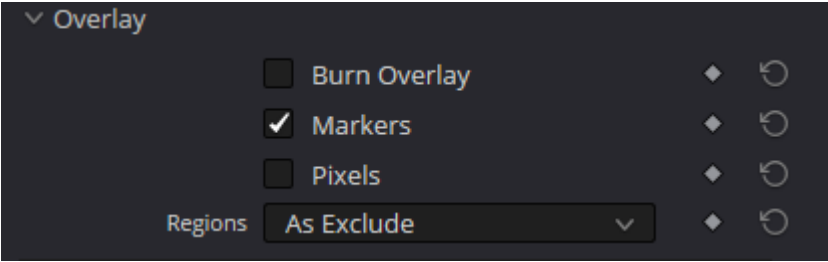 Overlay
Burn Overlay
Markers
Pixels
Regions As Exclude